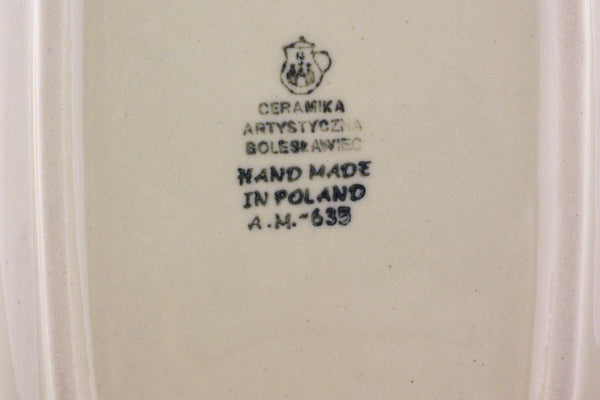 CERAMIKA
ARTYSTYCZNA
BOLESŁAWIEC
HAND MADE
IN POLAND
A.M.-635